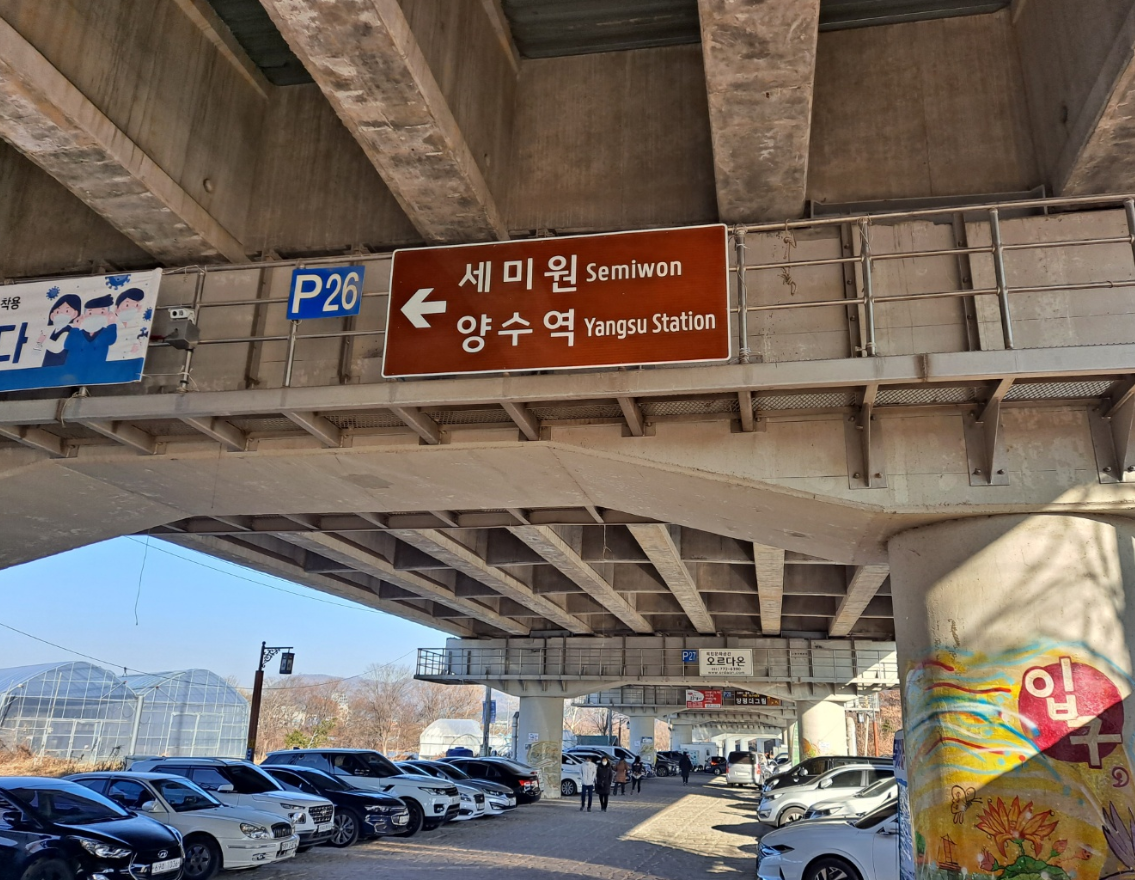 착용
다
P26
세미원 Semiwon
양수역 Yangsu Station
P27
오르다온
입구